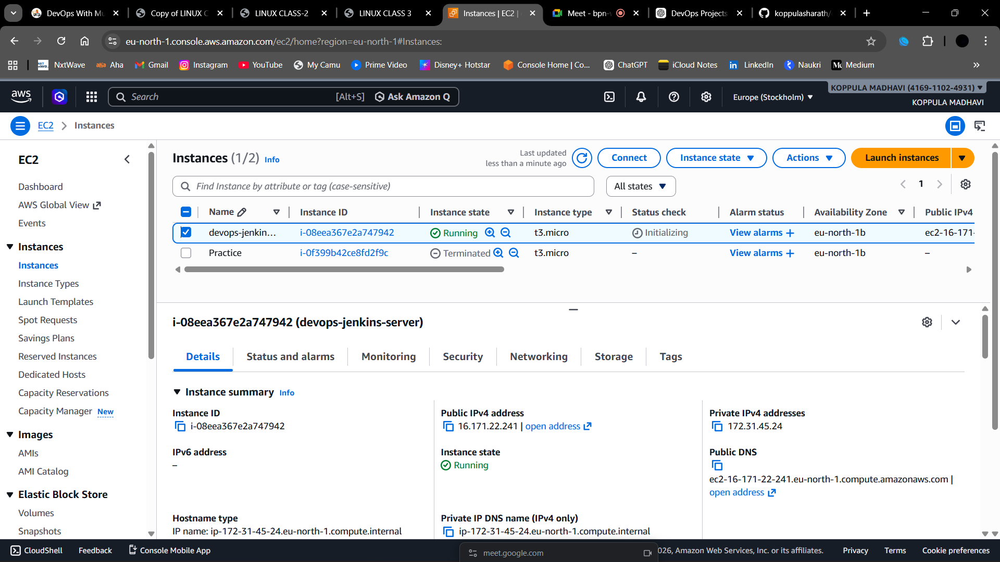 DevOps With Mu
Copy of LINUX C
LINUX CLASS-2
LINUX CLASS 3
Instances | EC2 |
Meet - bpn-
DevOps Projects
koppulasharath/
eu-north-1.console.aws.amazon.com/ec2/home?region=eu-north-1#Instances:
NxtWave
Aha
Gmail
Instagram
YouTube
My Camu
Prime Video
Disney+ Hotstar
Console Home | Co...
ChatGPT
iCloud Notes
LinkedIn
Naukri
Medium
aws
Search
[Alt+S]
Ask Amazon Q
Europe (Stockholm)
KOPPULA MADHAVI (4169-1102-4931)
KOPPULA MADHAVI
EC2
Instances
EC2
Dashboard
AWS Global View
Events
Instances
Instances
Instance Types
Launch Templates
Spot Requests
Savings Plans
Reserved Instances
Dedicated Hosts
Capacity Reservations
Capacity Manager New
Images
AMIs
AMI Catalog
Elastic Block Store
Volumes
Snapshots
Instances (1/2) Info
Last updated
less than a minute ago
Connect
Instance state
Actions
Launch instances
Find Instance by attribute or tag (case-sensitive)
All states
1
Name Instance ID Instance state Instance type Status check Alarm status Availability Zone Public IPv4
devops-jenkin... i-08eea367e2a747942 Running t3.micro Initializing View alarms + eu-north-1b ec2-16-171-
Practice i-0f399b42ce8fd2f9c Terminated t3.micro – View alarms + eu-north-1b –
i-08eea367e2a747942 (devops-jenkins-server)
Details
Status and alarms
Monitoring
Security
Networking
Storage
Tags
Instance summary Info
Instance ID
i-08eea367e2a747942
Public IPv4 address
16.171.22.241 | open address
Private IPv4 addresses
172.31.45.24
IPv6 address
–
Instance state
Running
Public DNS
ec2-16-171-22-241.eu-north-1.compute.amazonaws.com |
open address
Hostname type
IP name: ip-172-31-45-24.eu-north-1.compute.internal
Private IP DNS name (IPv4 only)
ip-172-31-45-24.eu-north-1.compute.internal
CloudShell
Feedback
Console Mobile App
meet.google.com
026, Amazon Web Services, Inc. or its affiliates.
Privacy
Terms
Cookie preferences